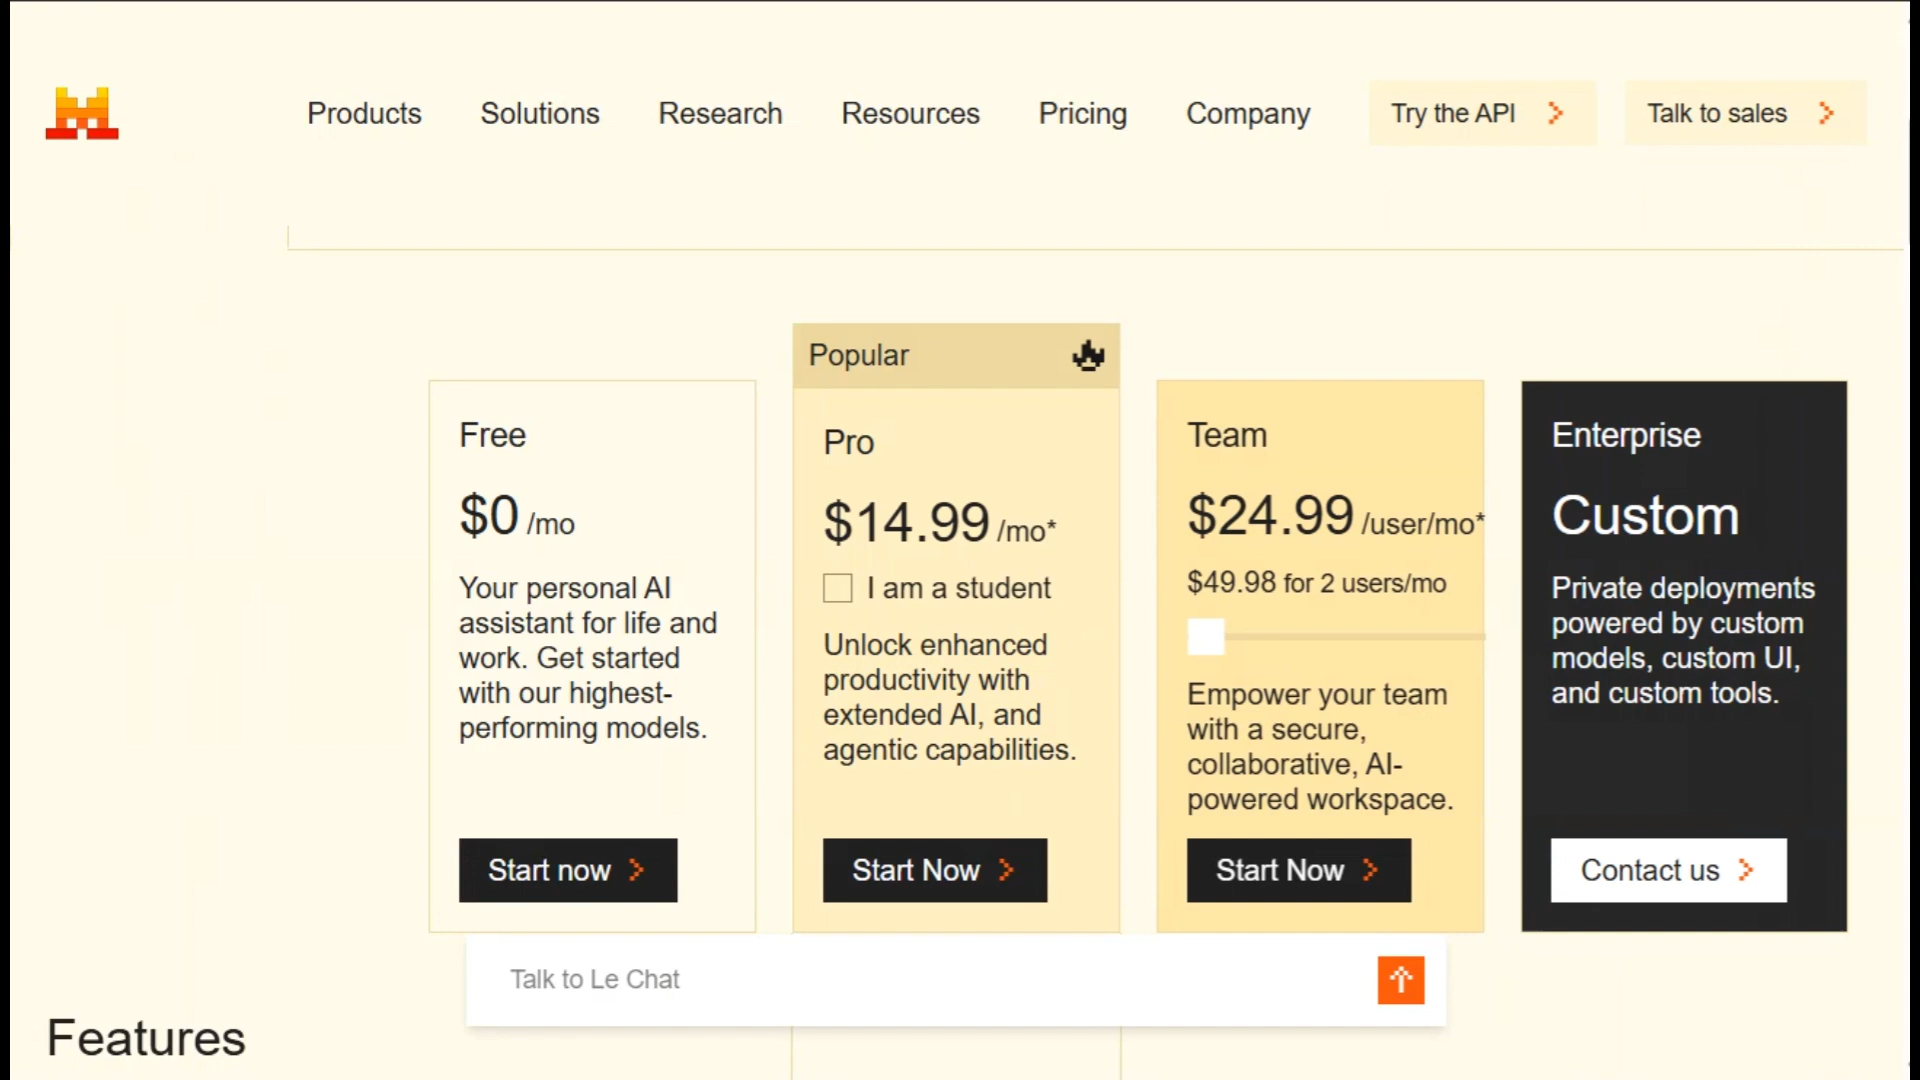 Products Solutions Research Resources Pricing Company Try the API Talk to sales
Popular
Free
$0 /mo
Your personal AI
assistant for life and
work. Get started
with our highest-
performing models.
Start now
Pro
$14.99 /mo*
I am a student
Unlock enhanced
productivity with
extended AI, and
agentic capabilities.
Start Now
Team
$24.99 /user/mo*
$49.98 for 2 users/mo
Empower your team
with a secure,
collaborative, AI-
powered workspace.
Start Now
Enterprise
Custom
Private deployments
powered by custom
models, custom UI,
and custom tools.
Contact us
Talk to Le Chat
Features